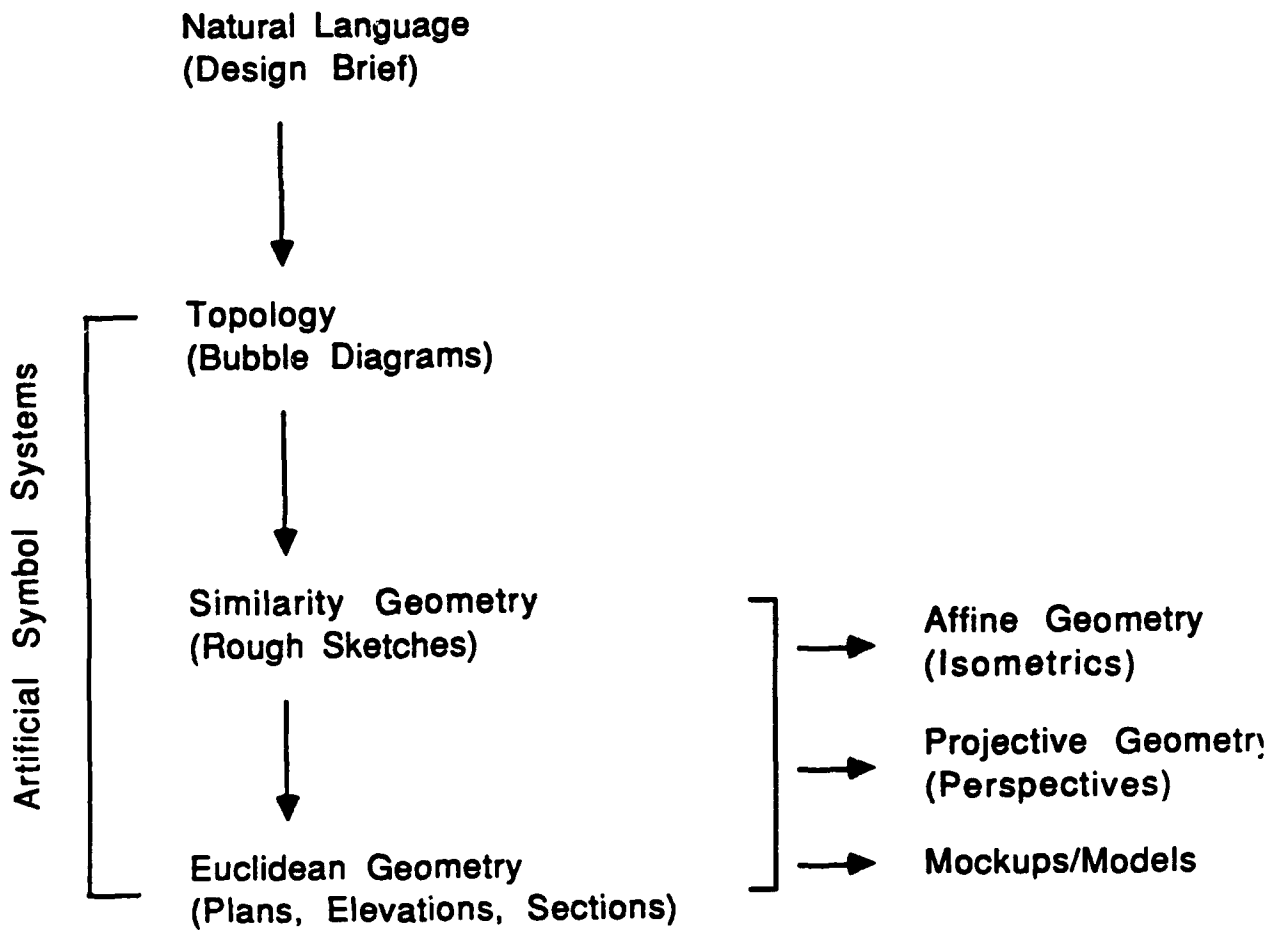 Natural Language
(Design Brief)
Artificial Symbol Systems
Topology
(Bubble Diagrams)
Similarity Geometry
(Rough Sketches)
Euclidean Geometry
(Plans, Elevations, Sections)
Affine Geometry
(Isometrics)
Projective Geometry
(Perspectives)
Mockups/Models